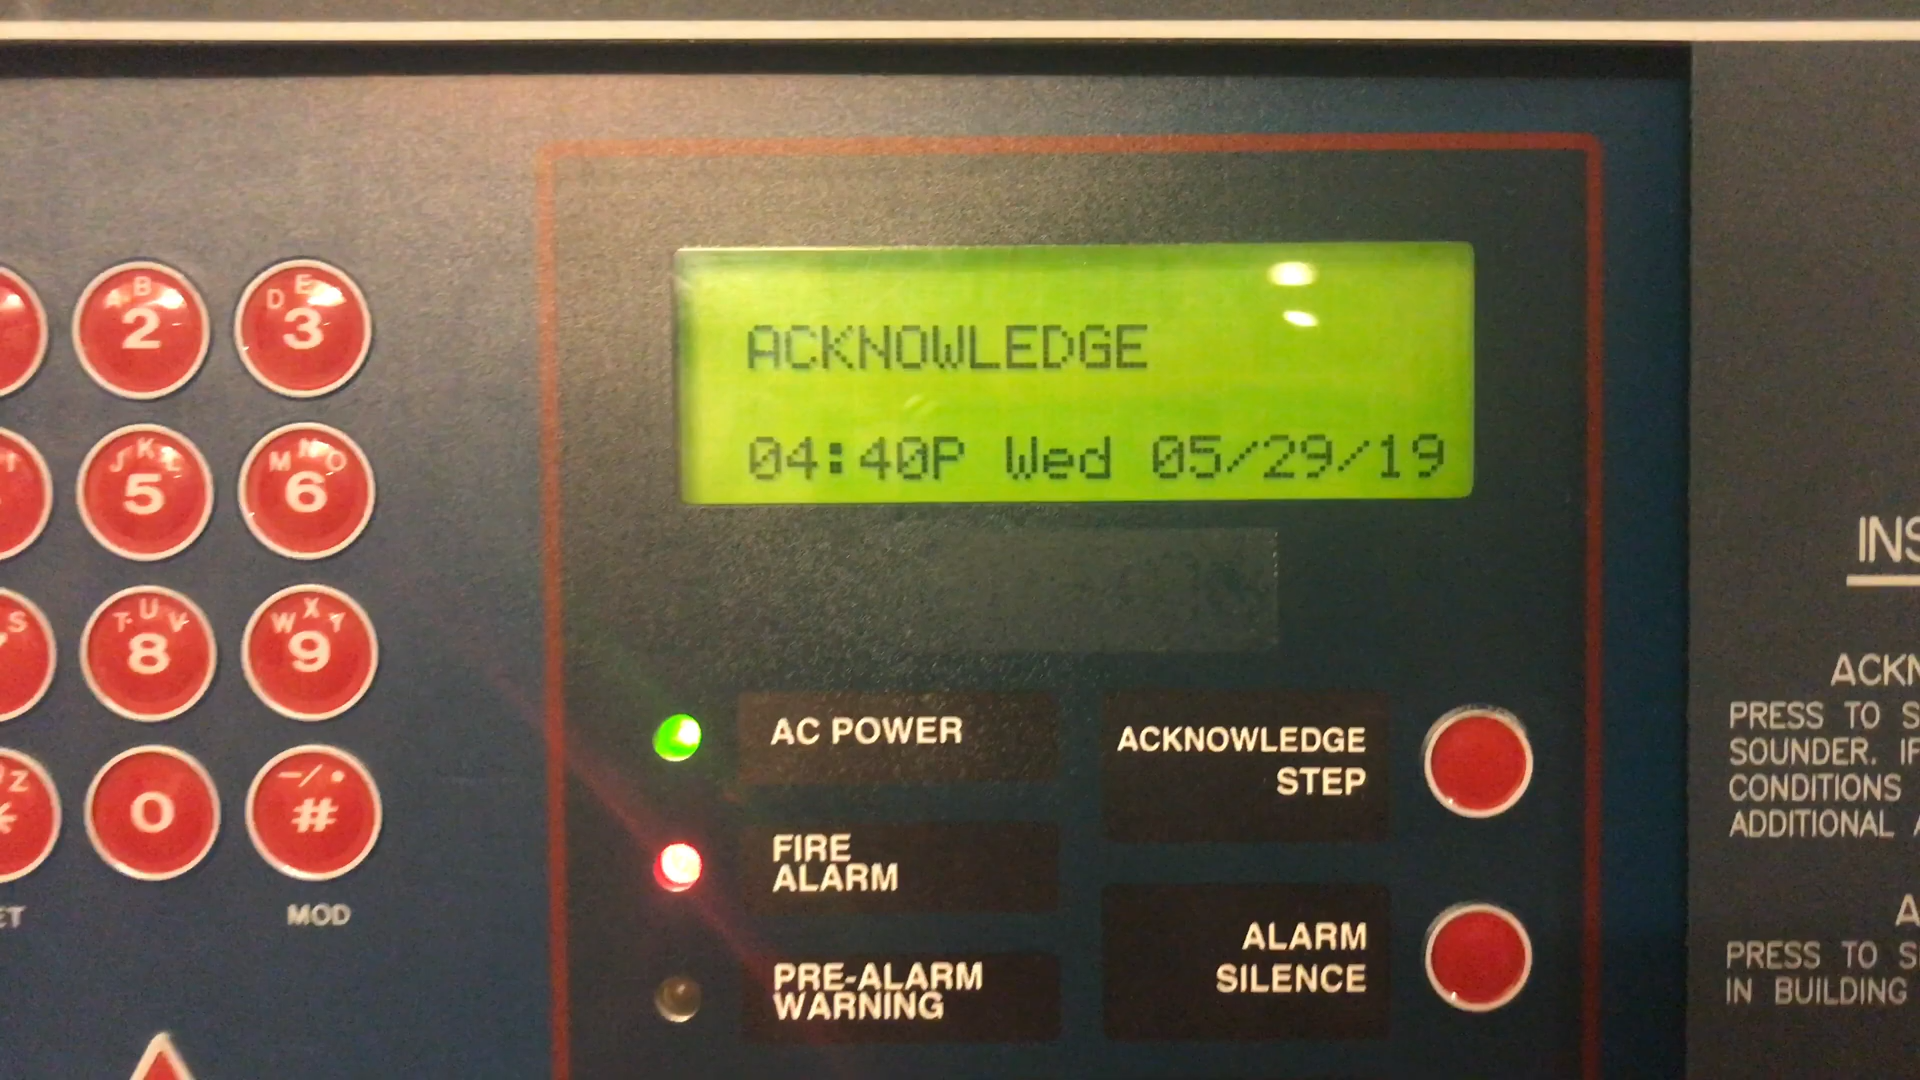 ACKNOWLEDGE
04:40P Wed 05/29/19
A B C
2
D E F
3
J K L
5
M N O
6
T U V
8
W X Y
9
0
-/•
#
MOD
AC POWER
FIRE
ALARM
PRE-ALARM
WARNING
ACKNOWLEDGE
STEP
ALARM
SILENCE
PRESS TO
SOUNDER.
CONDITIONS
ADDITIONAL
PRESS TO
IN BUILDING